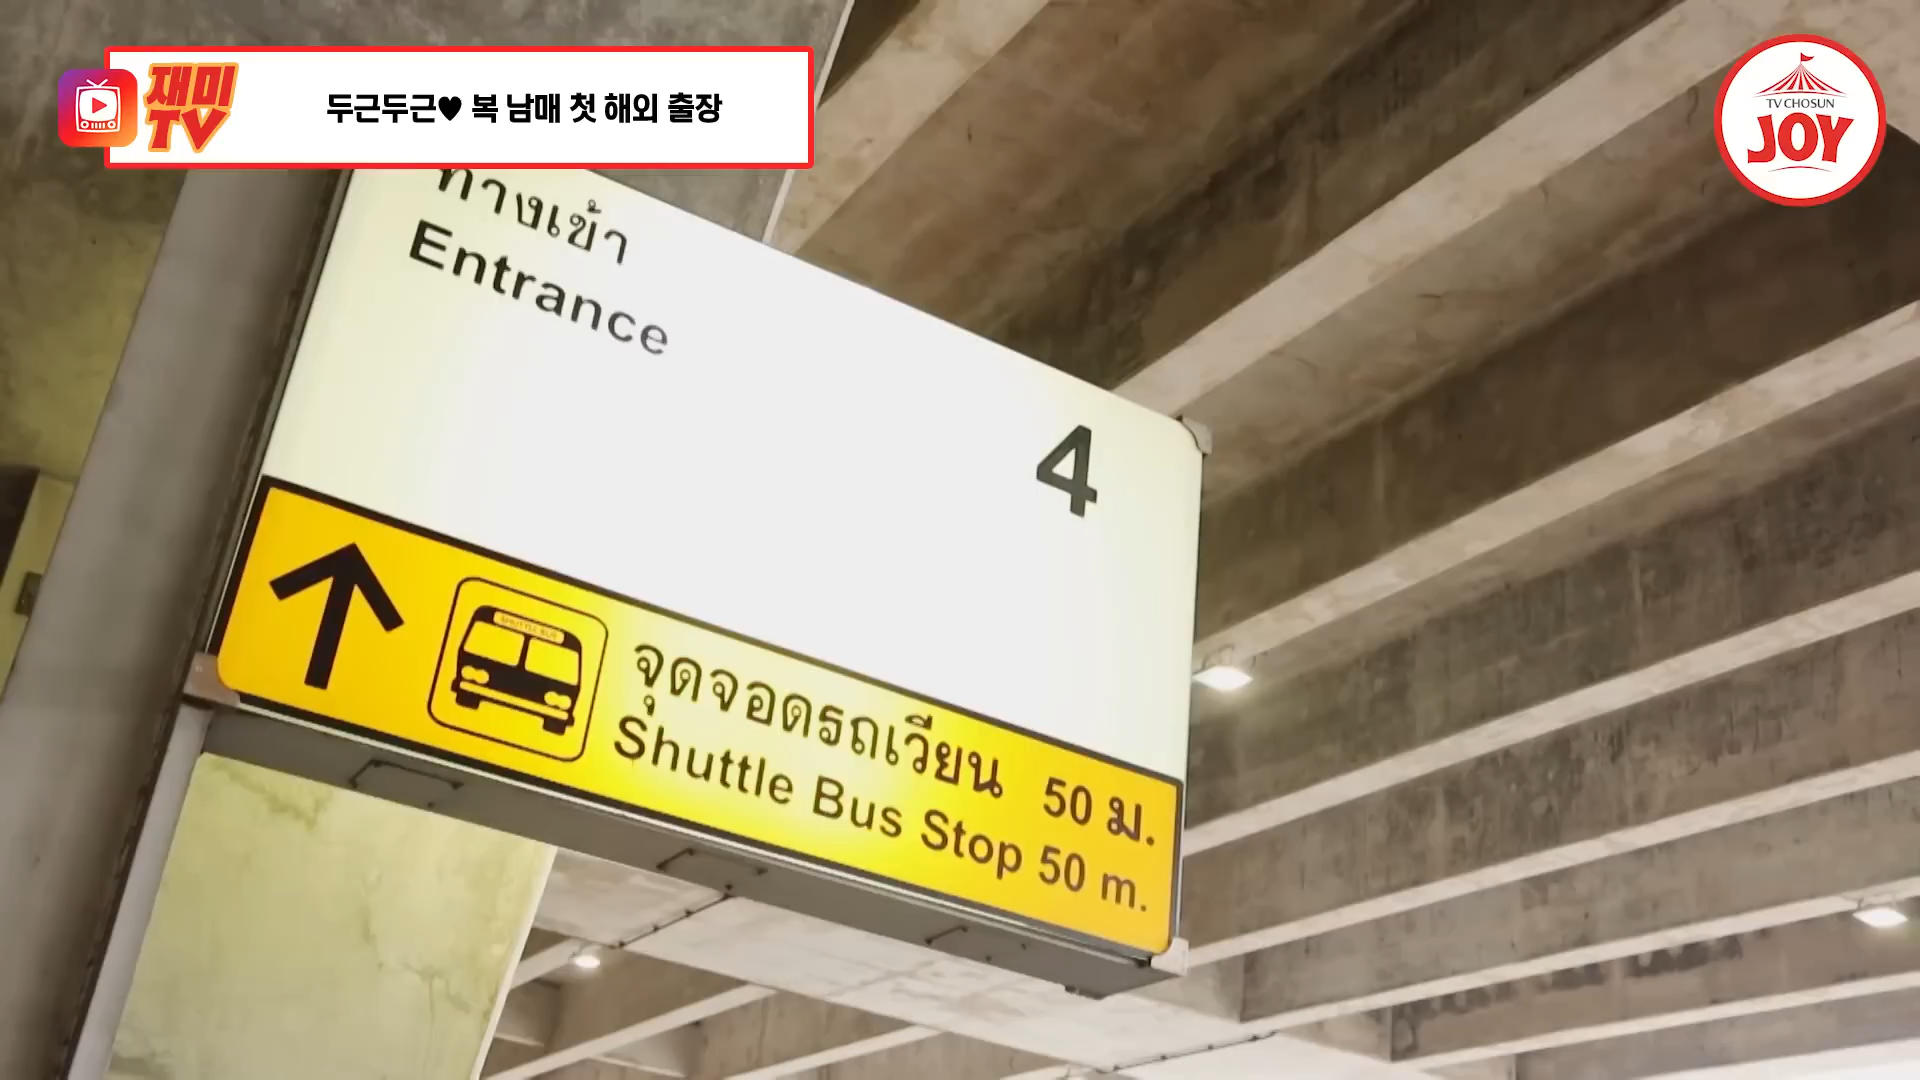 재미
TV
두근두근♥ 복 남매 첫 해외 출장
TV CHOSUN
JOY
ทางเข้า
Entrance
4
SHUTTLE BUS
จุดจอดรถเวียน 50 ม.
Shuttle Bus Stop 50 m.